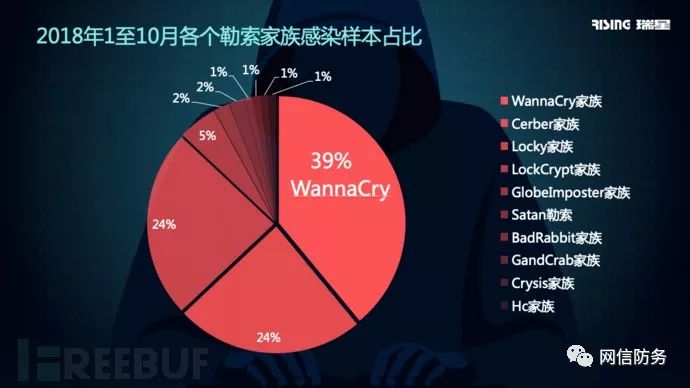 2018年1至10月各个勒索家族感染样本占比
RISING 瑞星
1%
1%
1%
1%
2%
2%
5%
24%
24%
39%
WannaCry
WannaCry家族
Cerber家族
Locky家族
LockCrypt家族
GlobeImposter家族
Satan勒索
BadRabbit家族
GandCrab家族
Crysis家族
Hc家族
FREEBUF
网信防务